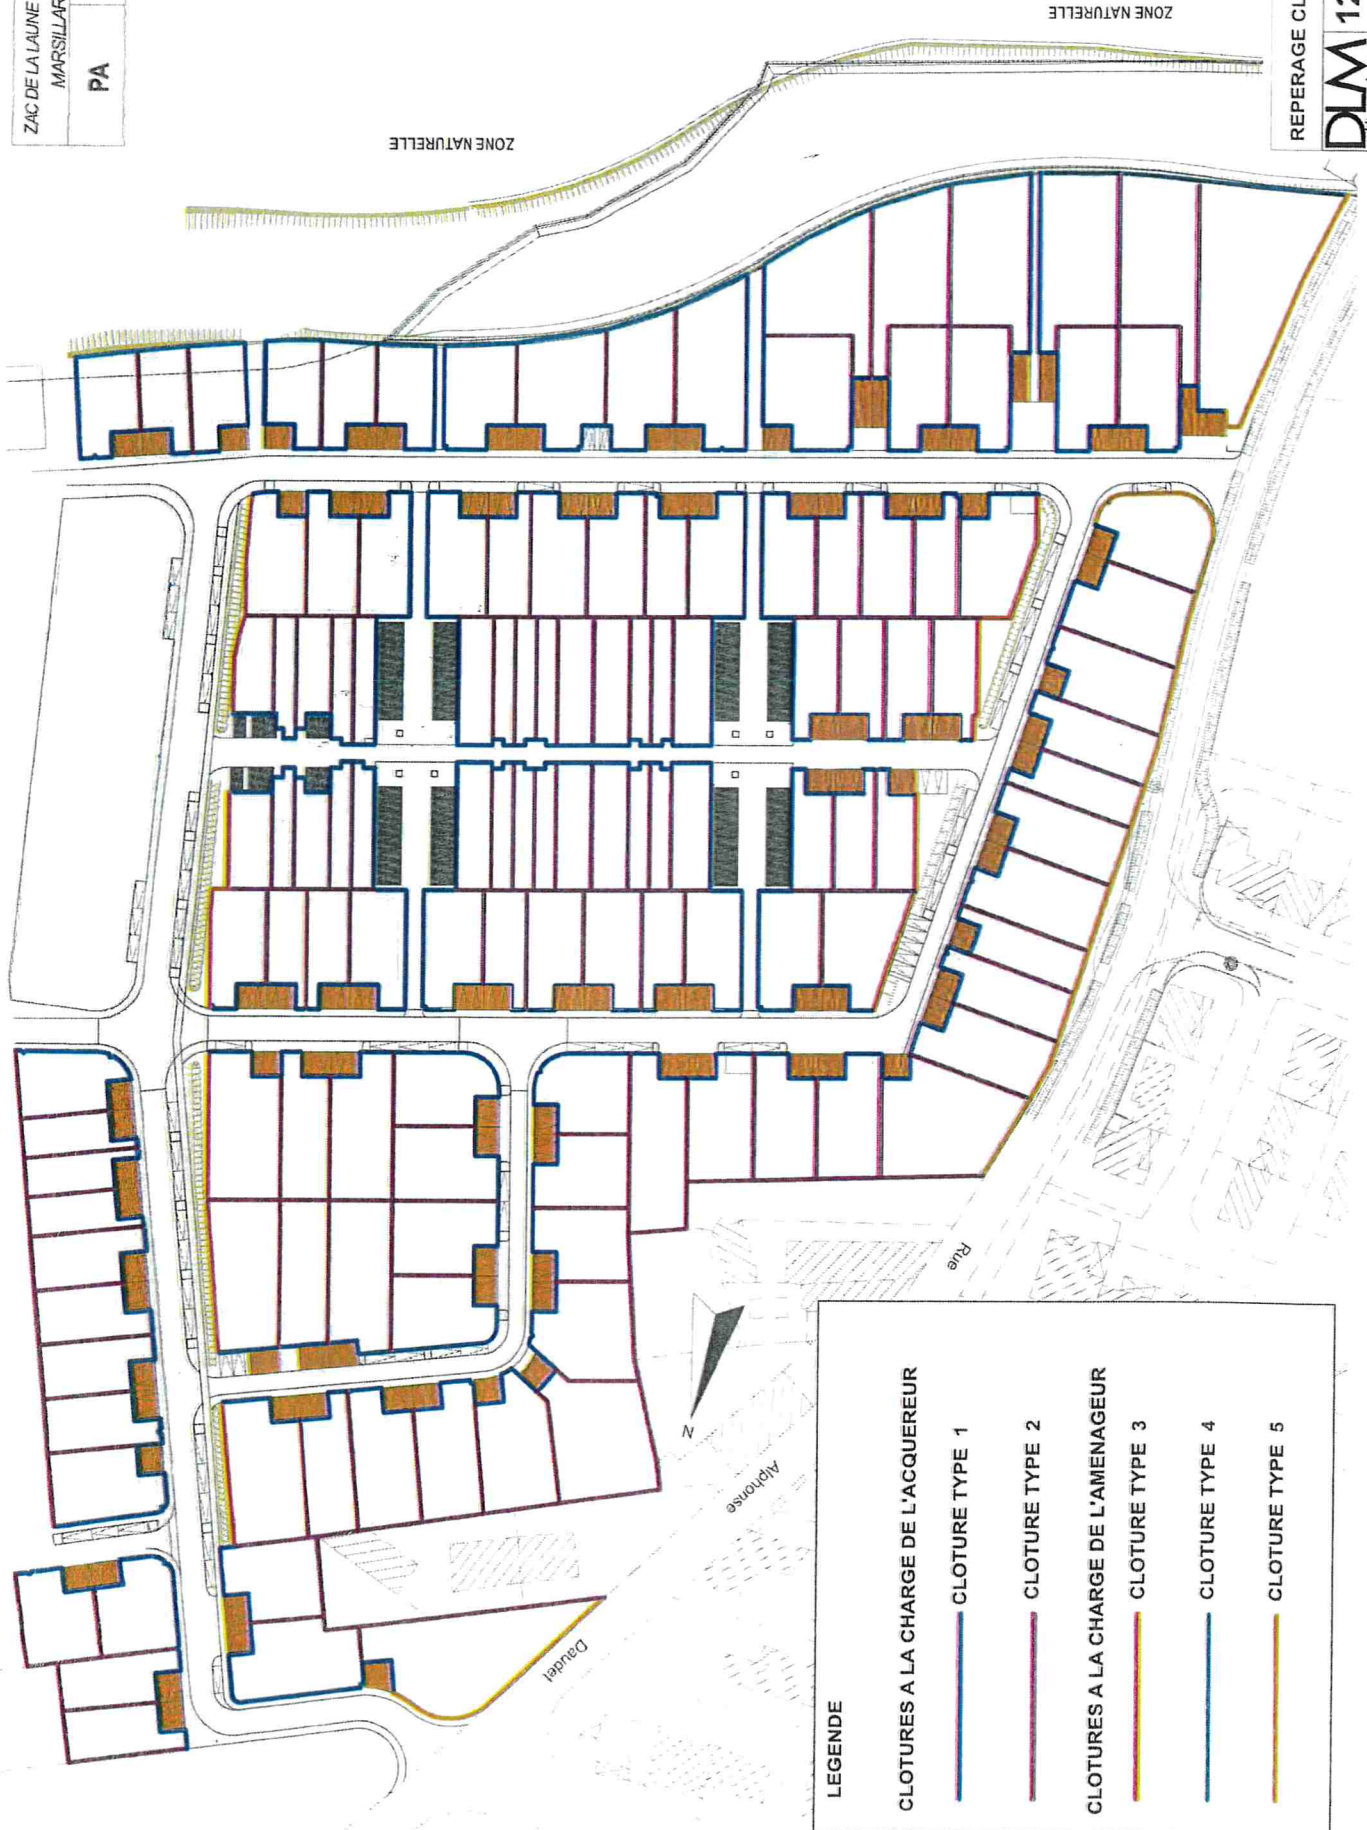 ZAC DE LA LAUNE
PA
ZONE NATURELLE
ZONE NATURELLE
REPERAGE
DLM
Rue
Alphonse
Daudet
N
LEGENDE
CLOTURES A LA CHARGE DE L'ACQUEREUR
CLOTURE TYPE 1
CLOTURE TYPE 2
CLOTURES A LA CHARGE DE L'AMENAGEUR
CLOTURE TYPE 3
CLOTURE TYPE 4
CLOTURE TYPE 5